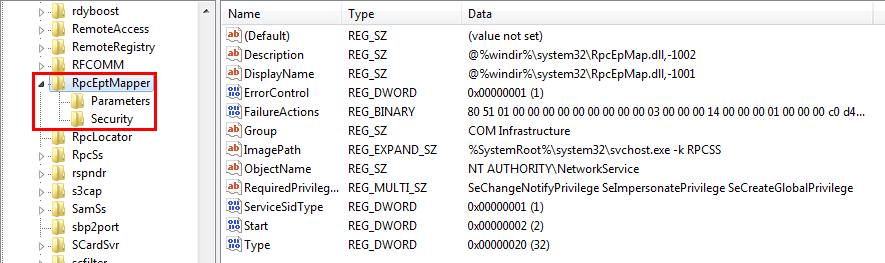 rdyboost
RemoteAccess
RemoteRegistry
RFCOMM
RpcEptMapper
Parameters
Security
RpcLocator
RpcSs
rspndr
s3cap
SamSs
sbp2port
SCardSvr
scfilter
Name Type Data
(Default) REG_SZ (value not set)
Description REG_SZ @%windir%\system32\RpcEpMap.dll,-1002
DisplayName REG_SZ @%windir%\system32\RpcEpMap.dll,-1001
ErrorControl REG_DWORD 0x00000001 (1)
FailureActions REG_BINARY 80 51 01 00 00 00 00 00 00 00 00 00 03 00 00 00 14 00 00 00 01 00 00 00 c0 d4...
Group REG_SZ COM Infrastructure
ImagePath REG_EXPAND_SZ %SystemRoot%\system32\svchost.exe -k RPCSS
ObjectName REG_SZ NT AUTHORITY\NetworkService
RequiredPrivileg... REG_MULTI_SZ SeChangeNotifyPrivilege SeImpersonatePrivilege SeCreateGlobalPrivilege
ServiceSidType REG_DWORD 0x00000001 (1)
Start REG_DWORD 0x00000002 (2)
Type REG_DWORD 0x00000020 (32)